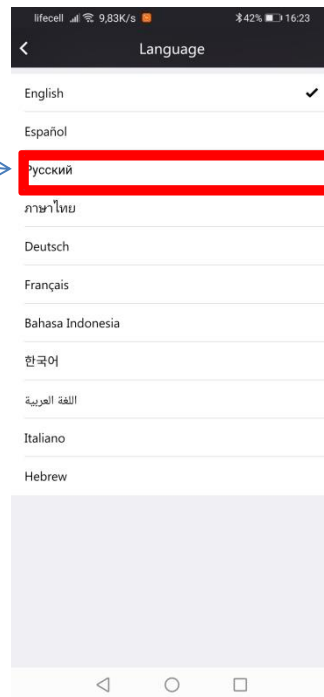 lifecell 9,83K/s 42% 16:23
Language
English
Español
Русский
ภาษาไทย
Deutsch
Français
Bahasa Indonesia
한국어
اللغة العربية
Italiano
Hebrew